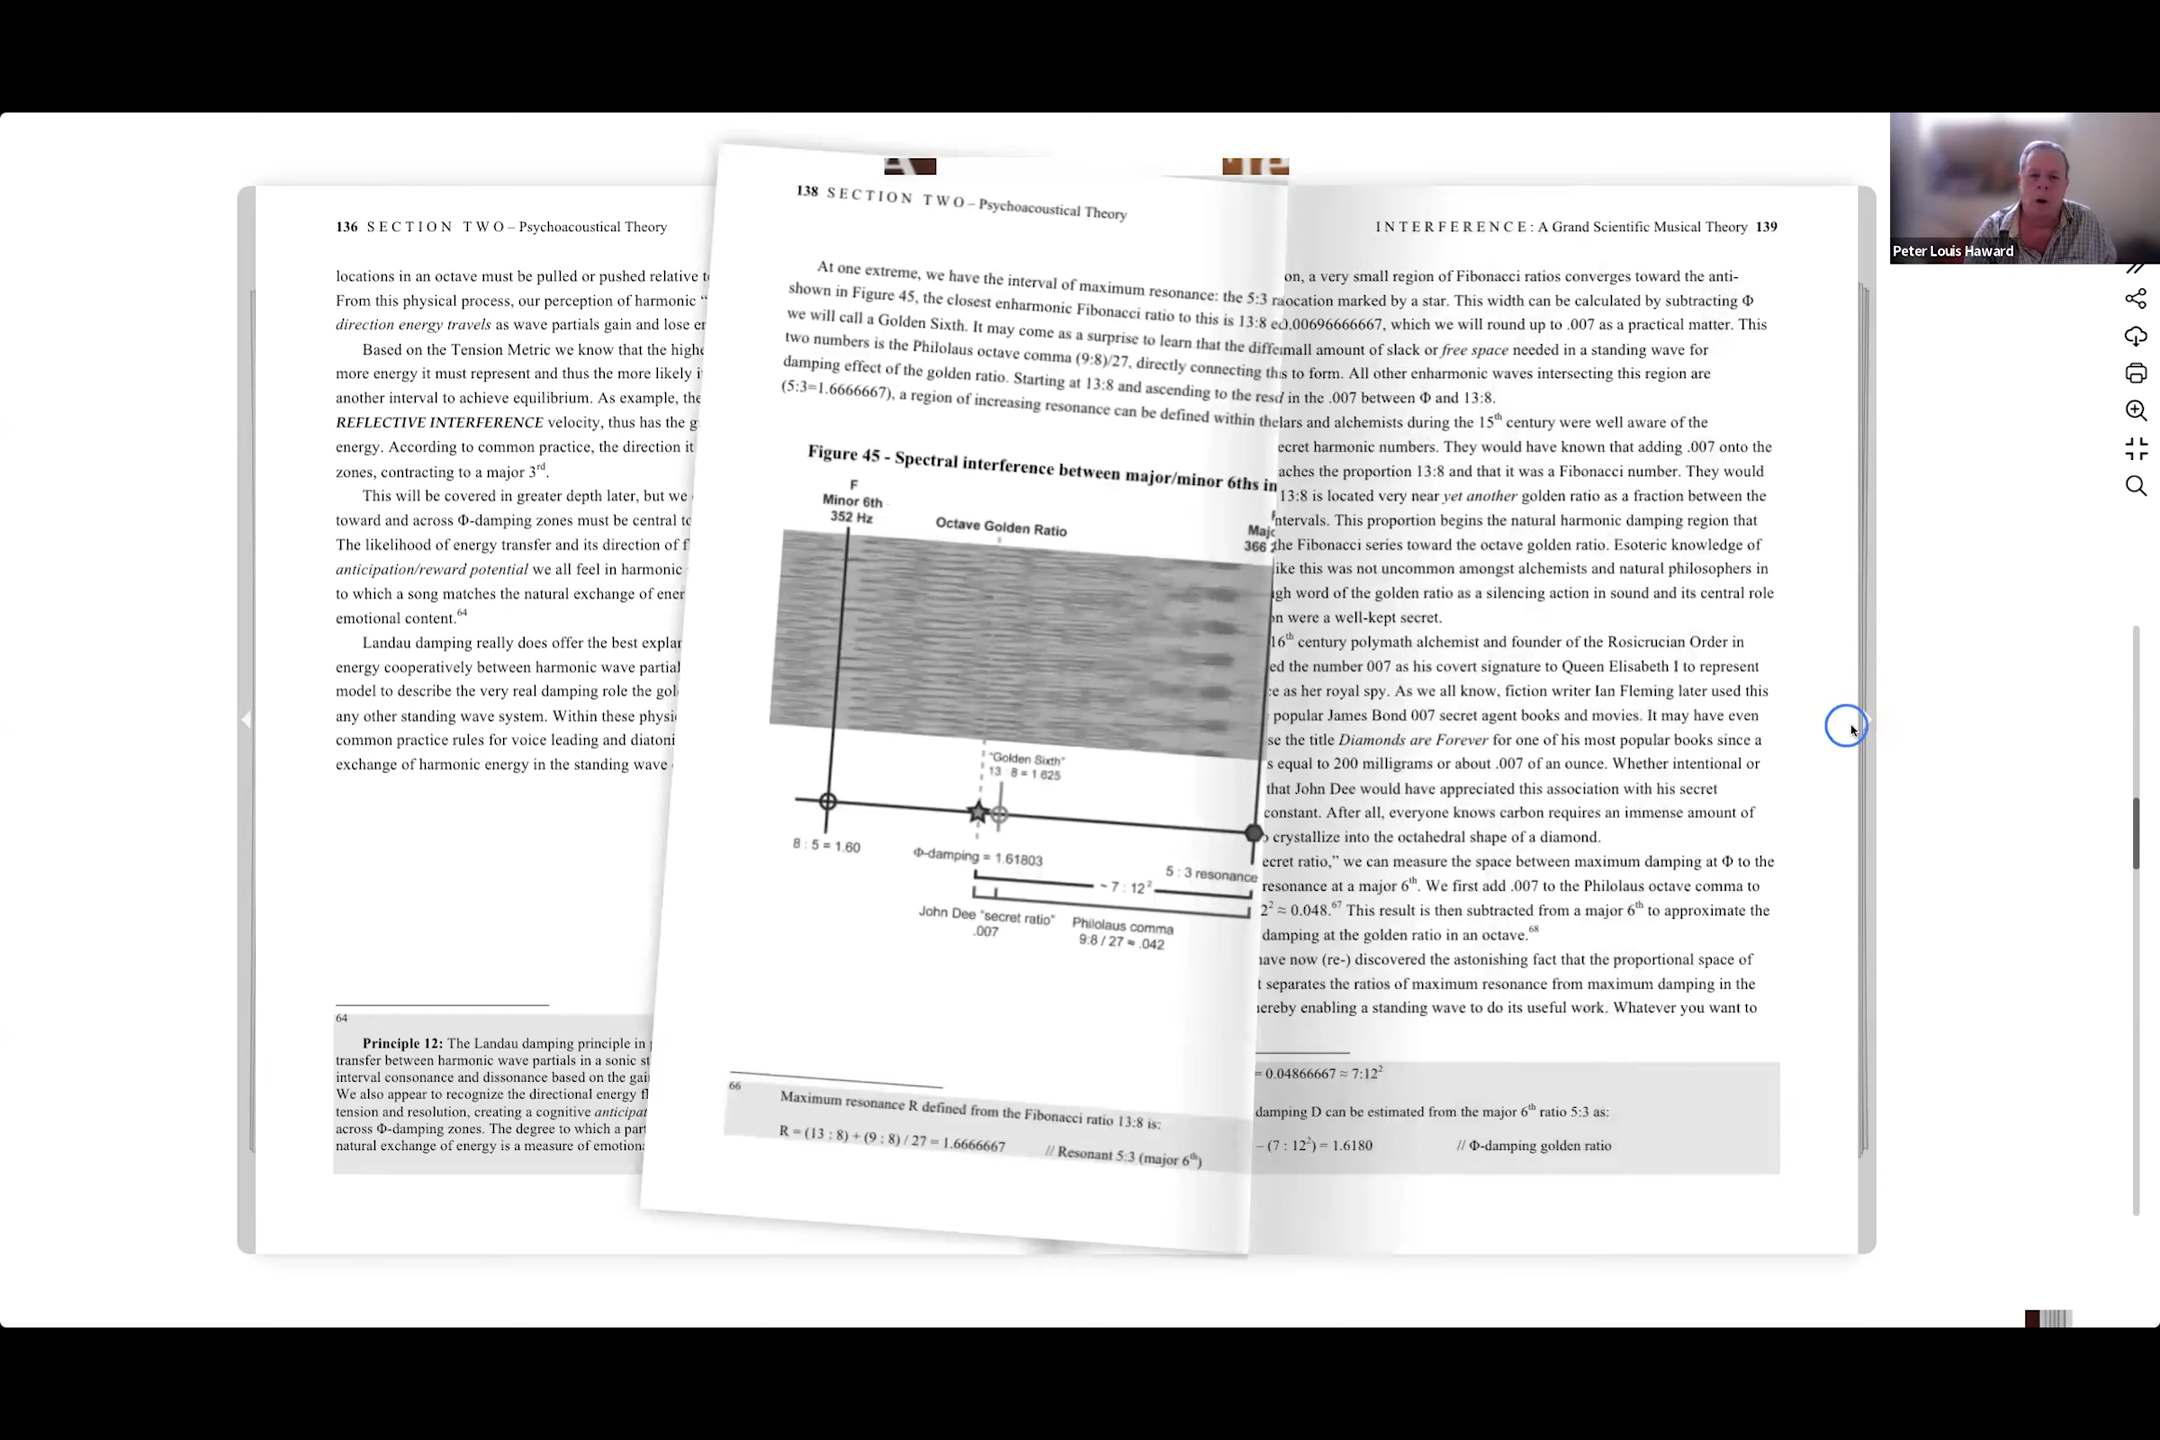 136 SECTION TWO – Psychoacoustical Theory
locations in an octave must be pulled or pushed relative
From this physical process, our perception of harmonic "
direction energy travels as wave partials gain and lose
Based on the Tension Metric we know that the
more energy it must represent and thus the more likely
another interval to achieve equilibrium. As example, the
REFLECTIVE INTERFERENCE velocity, thus has the
energy. According to common practice, the direction it
zones, contracting to a major 3rd.
This will be covered in greater depth later, but we
toward and across Φ-damping zones must be central
The likelihood of energy transfer and its direction of
anticipation/reward potential we all feel in harmonic
to which a song matches the natural exchange of
emotional content.64
Landau damping really does offer the best
energy cooperatively between harmonic wave
model to describe the very real damping role the
any other standing wave system. Within these
common practice rules for voice leading and
exchange of harmonic energy in the standing wave
64
Principle 12: The Landau damping principle in
transfer between harmonic wave partials in a sonic
interval consonance and dissonance based on the
We also appear to recognize the directional energy
tension and resolution, creating a cognitive
across Φ-damping zones. The degree to which a
natural exchange of energy is a measure of
138 SECTION TWO – Psychoacoustical Theory
At one extreme, we have the interval of maximum resonance: the 5:3
shown in Figure 45, the closest enharmonic Fibonacci ratio to this is 13:8
we will call a Golden Sixth. It may come as a surprise to learn that the
two numbers is the Philolaus octave comma (9:8)/27, directly connecting
damping effect of the golden ratio. Starting at 13:8 and ascending to the
(5:3=1.6666667), a region of increasing resonance can be defined within
Figure 45 - Spectral interference between major/minor 6ths in
F
Minor 6th
352 Hz
Octave Golden Ratio
366
"Golden Sixth"
13 8 = 1 625
8 : 5 = 1.60
Φ-damping = 1.61803
5 : 3 resonance
~ 7 : 12²
John Dee "secret ratio"
.007
Philolaus comma
9:8 / 27 ≈ .042
66
Maximum resonance R defined from the Fibonacci ratio 13:8 is:
R = (13 : 8) + (9 : 8) / 27 = 1.6666667 // Resonant 5:3 (major 6th)
INTERFERENCE: A Grand Scientific Musical Theory 139
a very small region of Fibonacci ratios converges toward the anti-
marked by a star. This width can be calculated by subtracting Φ
.00696666667, which we will round up to .007 as a practical matter. This
amount of slack or free space needed in a standing wave for
to form. All other enharmonic waves intersecting this region are
in the .007 between Φ and 13:8.
and alchemists during the 15th century were well aware of the
harmonic numbers. They would have known that adding .007 onto the
the proportion 13:8 and that it was a Fibonacci number. They would
13:8 is located very near yet another golden ratio as a fraction between the
This proportion begins the natural harmonic damping region that
the Fibonacci series toward the octave golden ratio. Esoteric knowledge of
like this was not uncommon amongst alchemists and natural philosophers in
word of the golden ratio as a silencing action in sound and its central role
were a well-kept secret.
16th century polymath alchemist and founder of the Rosicrucian Order in
the number 007 as his covert signature to Queen Elisabeth I to represent
as her royal spy. As we all know, fiction writer Ian Fleming later used this
popular James Bond 007 secret agent books and movies. It may have even
the title Diamonds are Forever for one of his most popular books since a
equal to 200 milligrams or about .007 of an ounce. Whether intentional or
that John Dee would have appreciated this association with his secret
constant. After all, everyone knows carbon requires an immense amount of
crystallize into the octahedral shape of a diamond.
ratio," we can measure the space between maximum damping at Φ to the
resonance at a major 6th. We first add .007 to the Philolaus octave comma to
≈ 0.048.67 This result is then subtracted from a major 6th to approximate the
damping at the golden ratio in an octave.68
have now (re-) discovered the astonishing fact that the proportional space of
separates the ratios of maximum resonance from maximum damping in the
enabling a standing wave to do its useful work. Whatever you want to
= 0.04866667 ≈ 7:12²
damping D can be estimated from the major 6th ratio 5:3 as:
– (7 : 12²) = 1.6180 // Φ-damping golden ratio
Peter Louis Haward